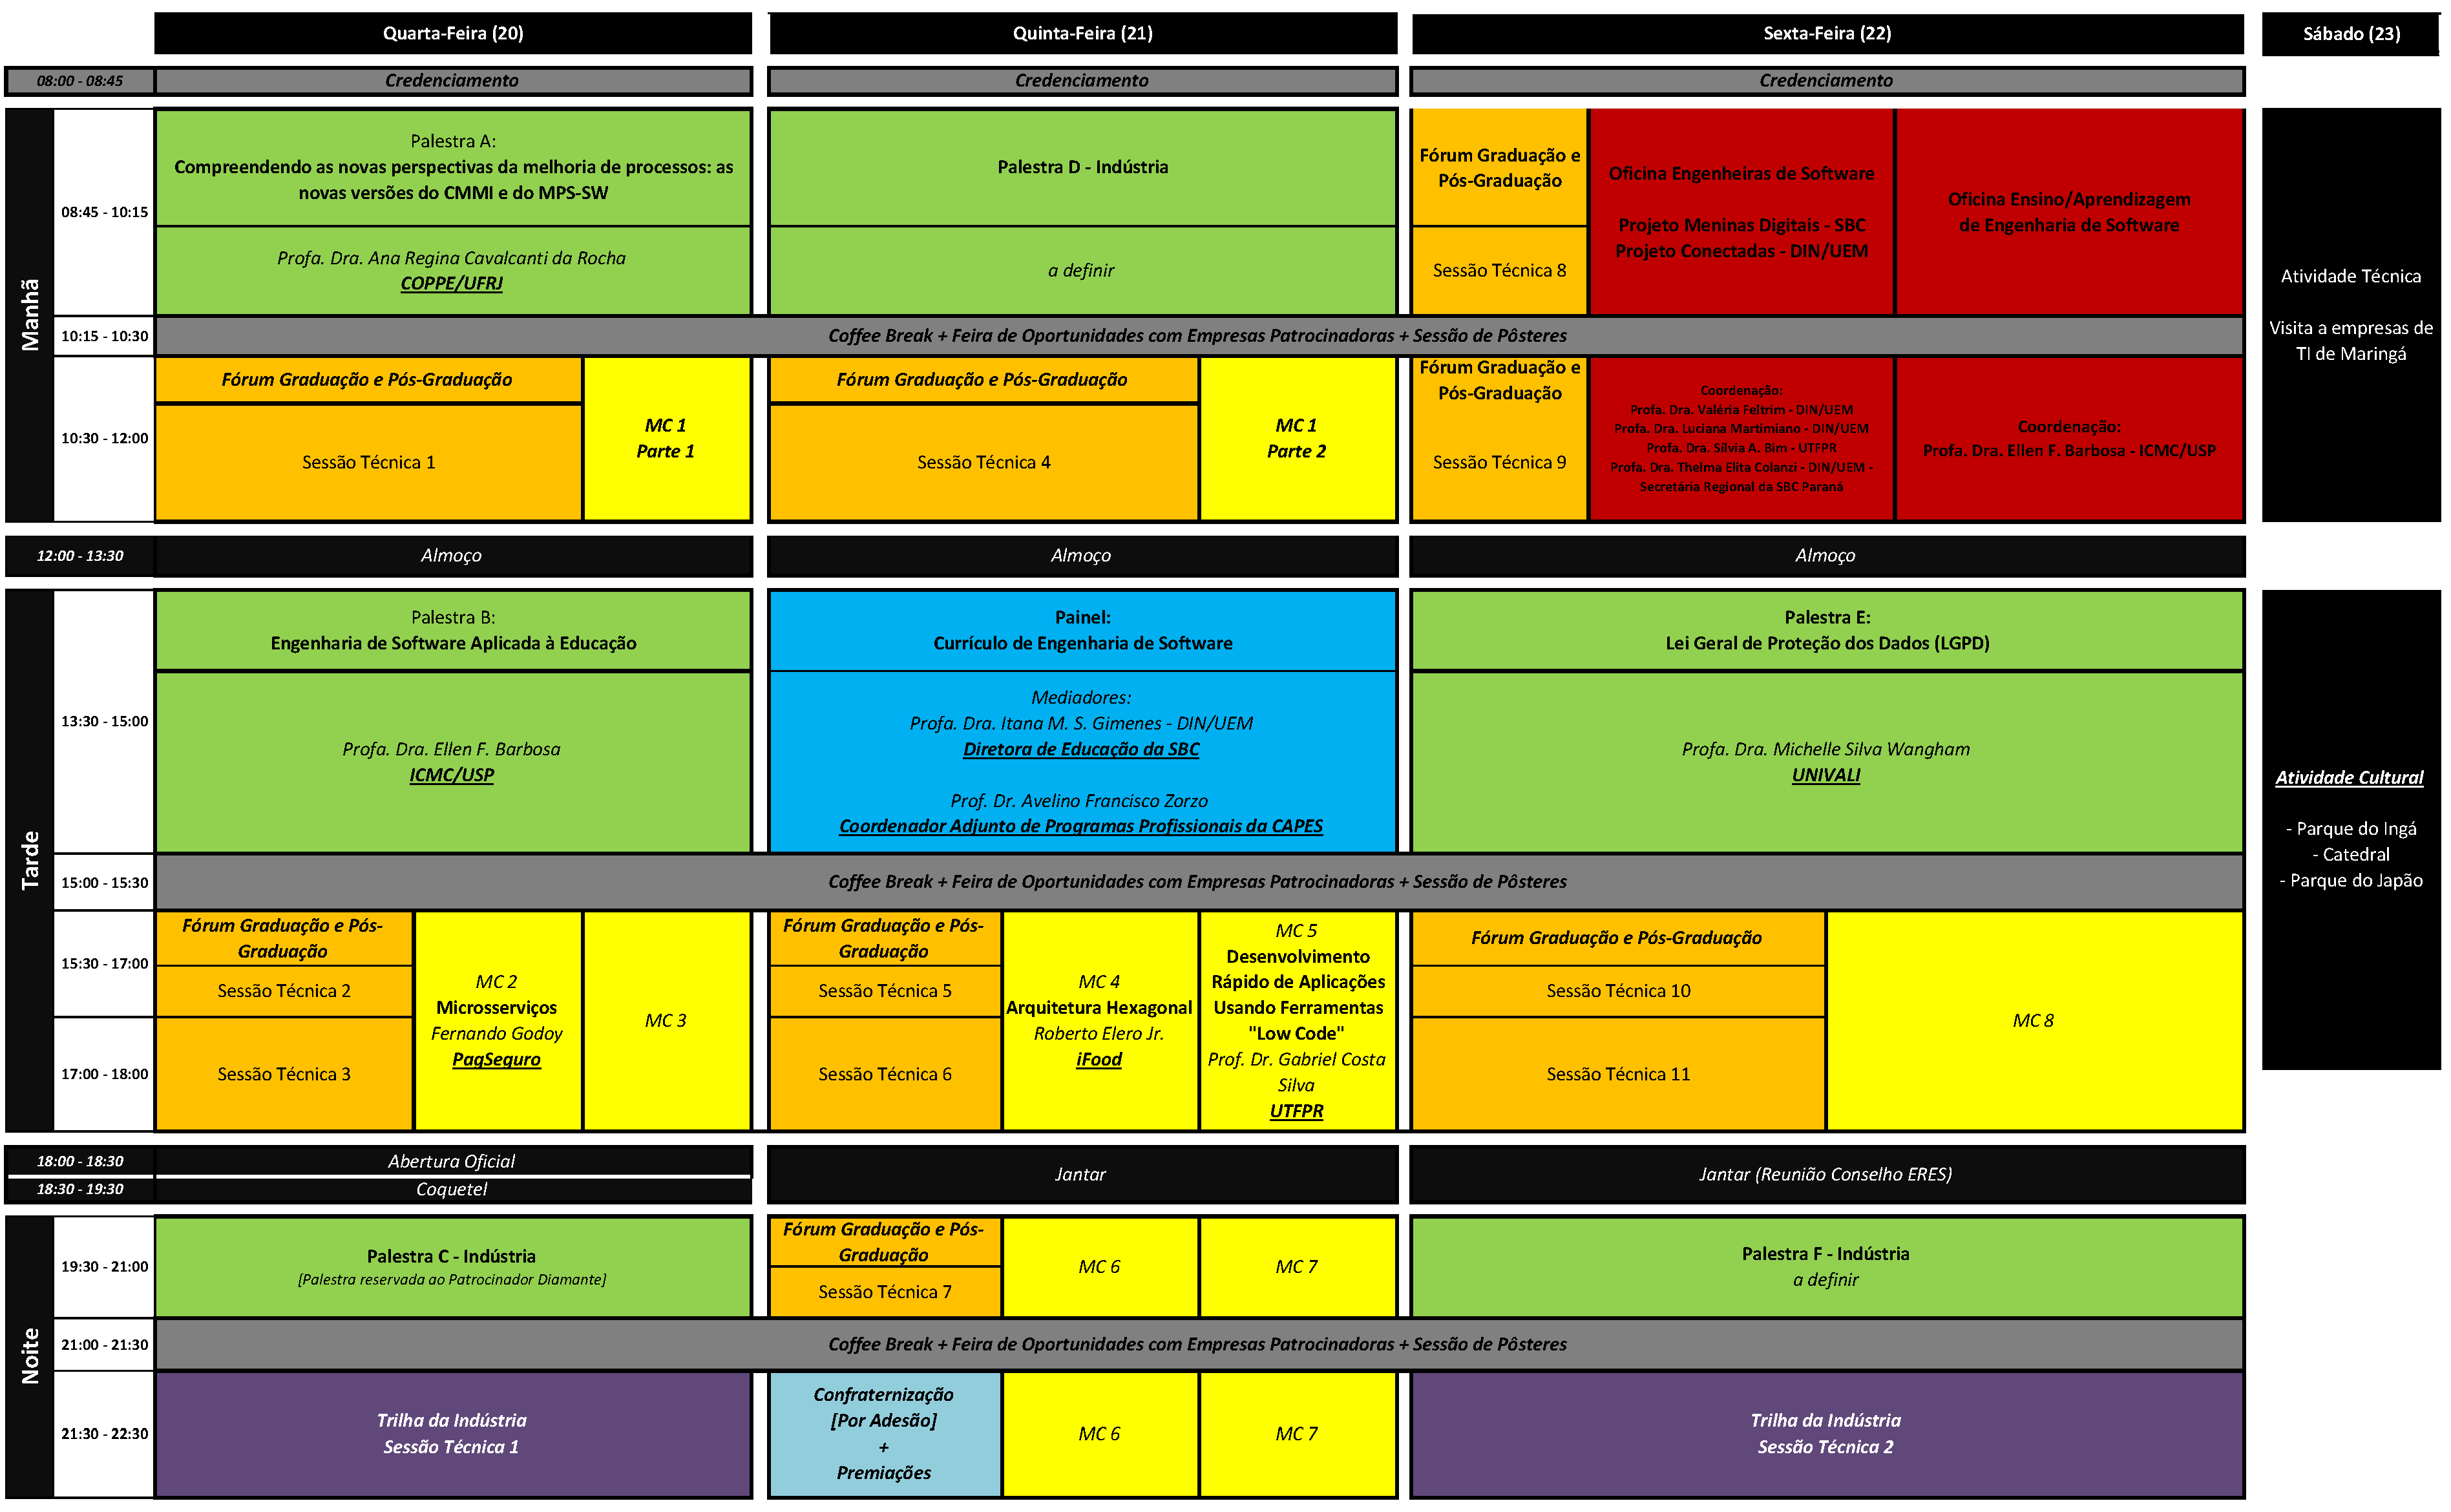 Quarta-Feira (20)
Quinta-Feira (21)
Sexta-Feira (22)
Sábado (23)
08:00 - 08:45
Credenciamento
Credenciamento
Credenciamento
Manhã
08:45 - 10:15
Palestra A:
Compreendendo as novas perspectivas da melhoria de processos: as
novas versões do CMMI e do MPS-SW
Profa. Dra. Ana Regina Cavalcanti da Rocha
COPPE/UFRJ
Palestra D - Indústria
a definir
Fórum Graduação e
Pós-Graduação
Sessão Técnica 8
Oficina Engenheiras de Software
Projeto Meninas Digitais - SBC
Projeto Conectadas - DIN/UEM
Oficina Ensino/Aprendizagem
de Engenharia de Software
Atividade Técnica
Visita a empresas de
TI de Maringá
10:15 - 10:30
Coffee Break + Feira de Oportunidades com Empresas Patrocinadoras + Sessão de Pôsteres
10:30 - 12:00
Fórum Graduação e Pós-Graduação
Sessão Técnica 1
MC 1
Parte 1
Fórum Graduação e Pós-Graduação
Sessão Técnica 4
MC 1
Parte 2
Fórum Graduação e
Pós-Graduação
Sessão Técnica 9
Coordenação:
Profa. Dra. Valéria Feltrim - DIN/UEM
Profa. Dra. Luciana Martimiano - DIN/UEM
Profa. Dra. Sílvia A. Bim - UTFPR
Profa. Dra. Thelma Elita Colanzi - DIN/UEM -
Secretária Regional da SBC Paraná
Coordenação:
Profa. Dra. Ellen F. Barbosa - ICMC/USP
12:00 - 13:30
Almoço
Almoço
Almoço
Tarde
13:30 - 15:00
Palestra B:
Engenharia de Software Aplicada à Educação
Profa. Dra. Ellen F. Barbosa
ICMC/USP
Painel:
Currículo de Engenharia de Software
Mediadores:
Profa. Dra. Itana M. S. Gimenes - DIN/UEM
Diretora de Educação da SBC
Prof. Dr. Avelino Francisco Zorzo
Coordenador Adjunto de Programas Profissionais da CAPES
Palestra E:
Lei Geral de Proteção dos Dados (LGPD)
Profa. Dra. Michelle Silva Wangham
UNIVALI
Atividade Cultural
- Parque do Ingá
- Catedral
- Parque do Japão
15:00 - 15:30
Coffee Break + Feira de Oportunidades com Empresas Patrocinadoras + Sessão de Pôsteres
15:30 - 17:00
17:00 - 18:00
Fórum Graduação e Pós-
Graduação
Sessão Técnica 2
Sessão Técnica 3
MC 2
Microsserviços
Fernando Godoy
PagSeguro
MC 3
Fórum Graduação e Pós-
Graduação
Sessão Técnica 5
Sessão Técnica 6
MC 4
Arquitetura Hexagonal
Roberto Elero Jr.
iFood
MC 5
Desenvolvimento
Rápido de Aplicações
Usando Ferramentas
"Low Code"
Prof. Dr. Gabriel Costa
Silva
UTFPR
Fórum Graduação e Pós-Graduação
Sessão Técnica 10
Sessão Técnica 11
MC 8
18:00 - 18:30
Abertura Oficial
18:30 - 19:30
Coquetel
Jantar
Jantar (Reunião Conselho ERES)
Noite
19:30 - 21:00
Palestra C - Indústria
[Palestra reservada ao Patrocinador Diamante]
Fórum Graduação e Pós-
Graduação
Sessão Técnica 7
MC 6
MC 7
Palestra F - Indústria
a definir
21:00 - 21:30
Coffee Break + Feira de Oportunidades com Empresas Patrocinadoras + Sessão de Pôsteres
21:30 - 22:30
Trilha da Indústria
Sessão Técnica 1
Confraternização
[Por Adesão]
+
Premiações
MC 6
MC 7
Trilha da Indústria
Sessão Técnica 2